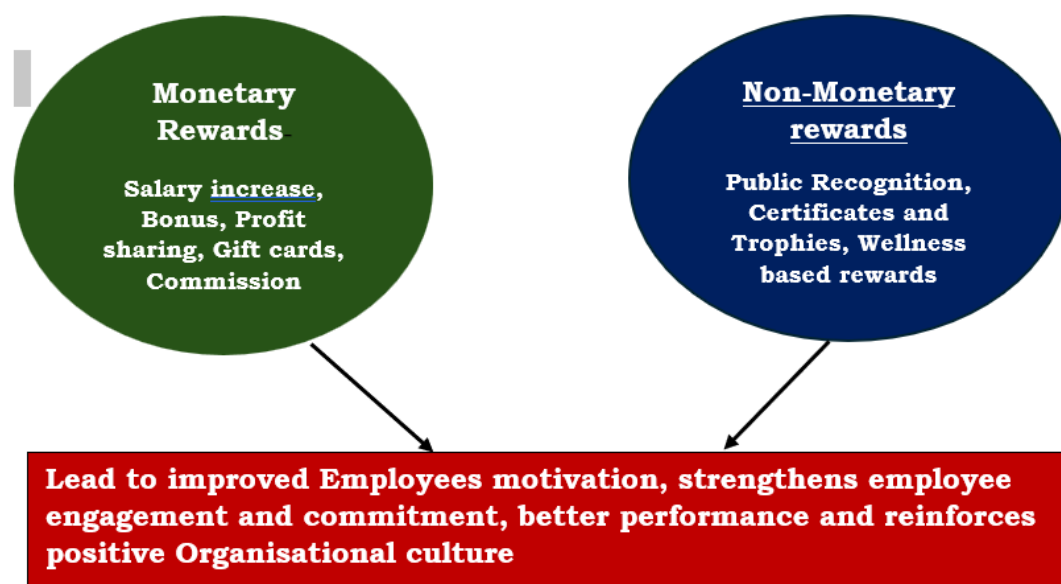 Monetary
Rewards
Salary increase,
Bonus, Profit
sharing, Gift cards,
Commission
Non-Monetary
rewards
Public Recognition,
Certificates and
Trophies, Wellness
based rewards
Lead to improved Employees motivation, strengthens employee
engagement and commitment, better performance and reinforces
positive Organisational culture